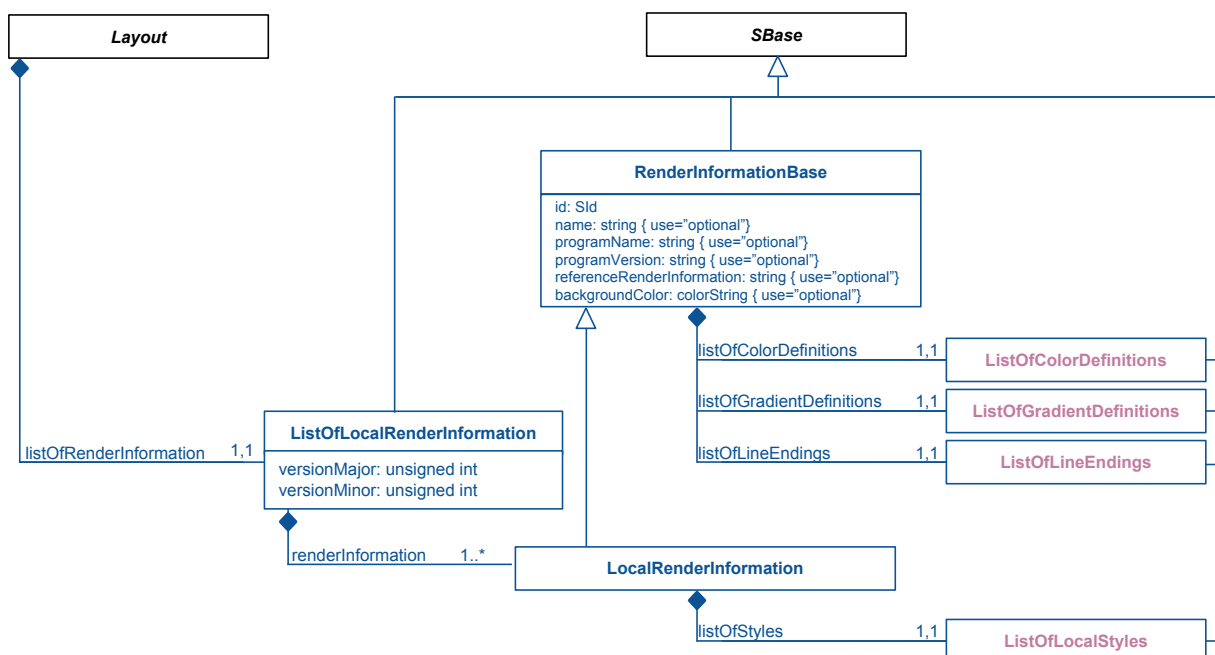 Layout
SBase
RenderInformationBase
id: SId
name: string { use=”optional”}
programName: string { use=”optional”}
programVersion: string { use=”optional”}
referenceRenderInformation: string { use=”optional”}
backgroundColor: colorString { use=”optional”}
listOfColorDefinitions 1,1
ListOfColorDefinitions
listOfGradientDefinitions 1,1
ListOfGradientDefinitions
listOfLineEndings 1,1
ListOfLineEndings
listOfRenderInformation 1,1
ListOfLocalRenderInformation
versionMajor: unsigned int
versionMinor: unsigned int
renderInformation 1..*
LocalRenderInformation
listOfStyles 1,1
ListOfLocalStyles